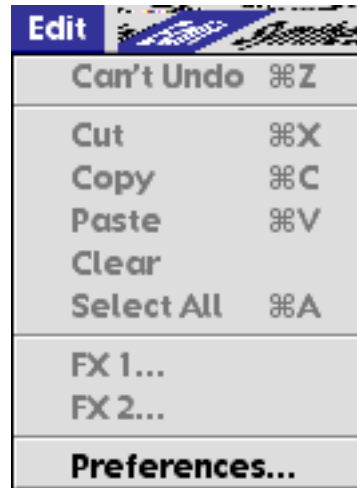 Edit
Can't Undo ⌘Z
Cut ⌘X
Copy ⌘C
Paste ⌘V
Clear
Select All ⌘A
FX 1...
FX 2...
Preferences...